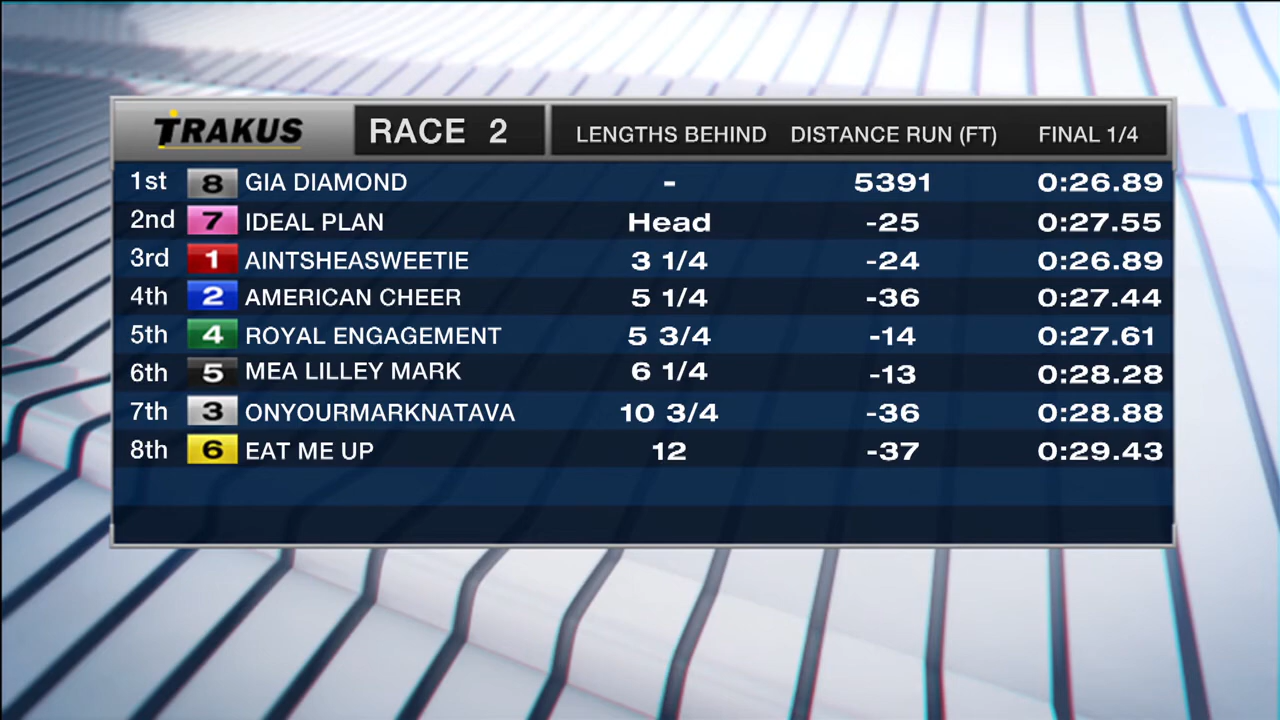 TRAKUS RACE 2 LENGTHS BEHIND DISTANCE RUN (FT) FINAL 1/4
1st 8 GIA DIAMOND - 5391 0:26.89
2nd 7 IDEAL PLAN Head -25 0:27.55
3rd 1 AINTSHEASWEETIE 3 1/4 -24 0:26.89
4th 2 AMERICAN CHEER 5 1/4 -36 0:27.44
5th 4 ROYAL ENGAGEMENT 5 3/4 -14 0:27.61
6th 5 MEA LILLEY MARK 6 1/4 -13 0:28.28
7th 3 ONYOURMARKNATAVA 10 3/4 -36 0:28.88
8th 6 EAT ME UP 12 -37 0:29.43